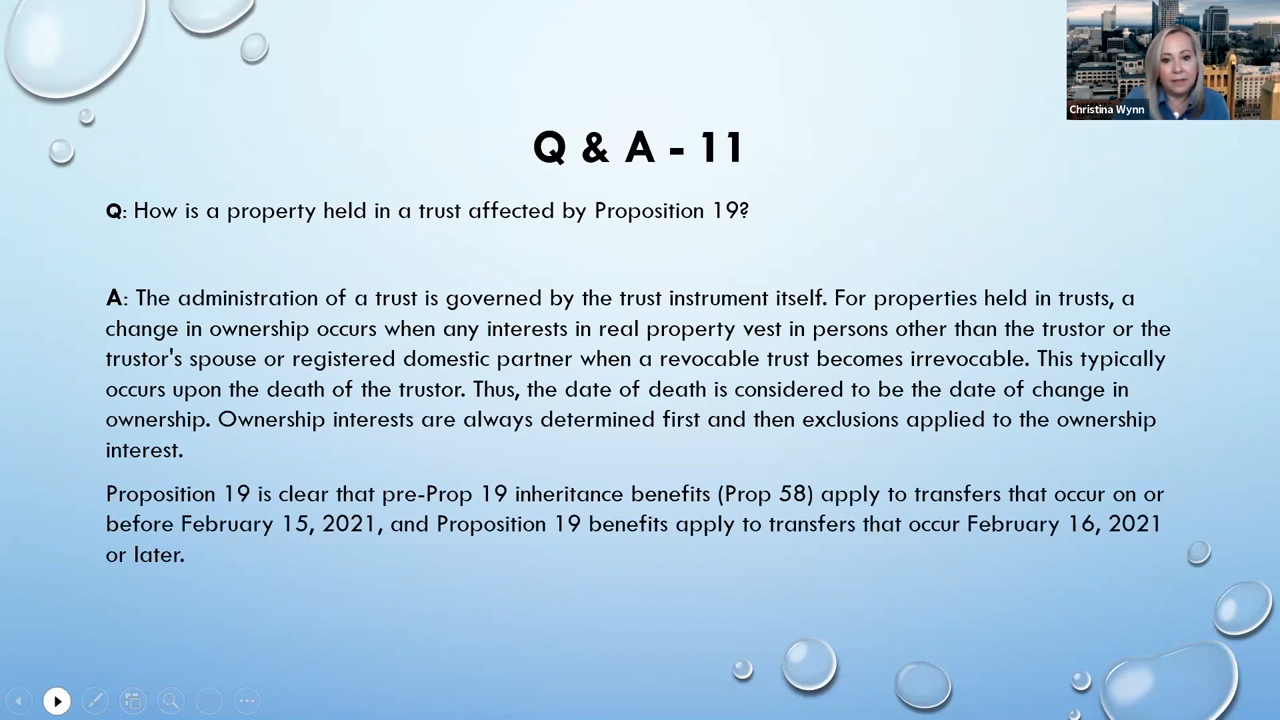 Christina Wynn
Q & A - 11
Q: How is a property held in a trust affected by Proposition 19?
A: The administration of a trust is governed by the trust instrument itself. For properties held in trusts, a
change in ownership occurs when any interests in real property vest in persons other than the trustor or the
trustor's spouse or registered domestic partner when a revocable trust becomes irrevocable. This typically
occurs upon the death of the trustor. Thus, the date of death is considered to be the date of change in
ownership. Ownership interests are always determined first and then exclusions applied to the ownership
interest.
Proposition 19 is clear that pre-Prop 19 inheritance benefits (Prop 58) apply to transfers that occur on or
before February 15, 2021, and Proposition 19 benefits apply to transfers that occur February 16, 2021
or later.